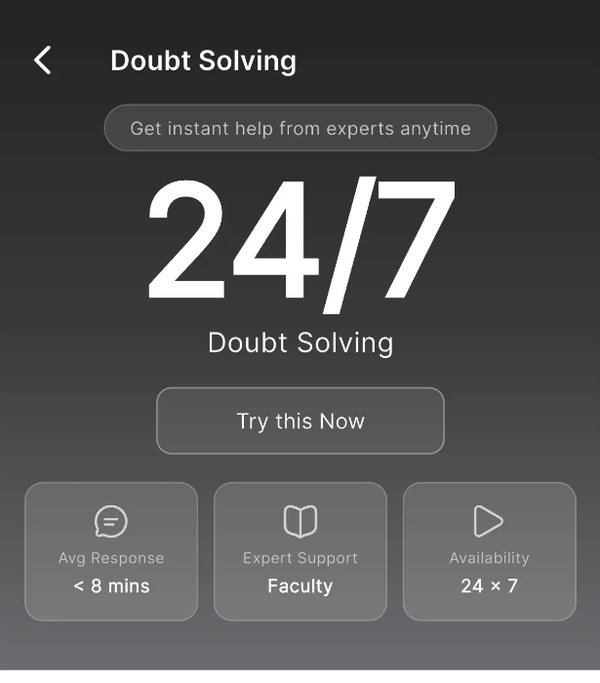 Doubt Solving
Get instant help from experts anytime
24/7
Doubt Solving
Try this Now
Avg Response
< 8 mins
Expert Support
Faculty
Availability
24 × 7